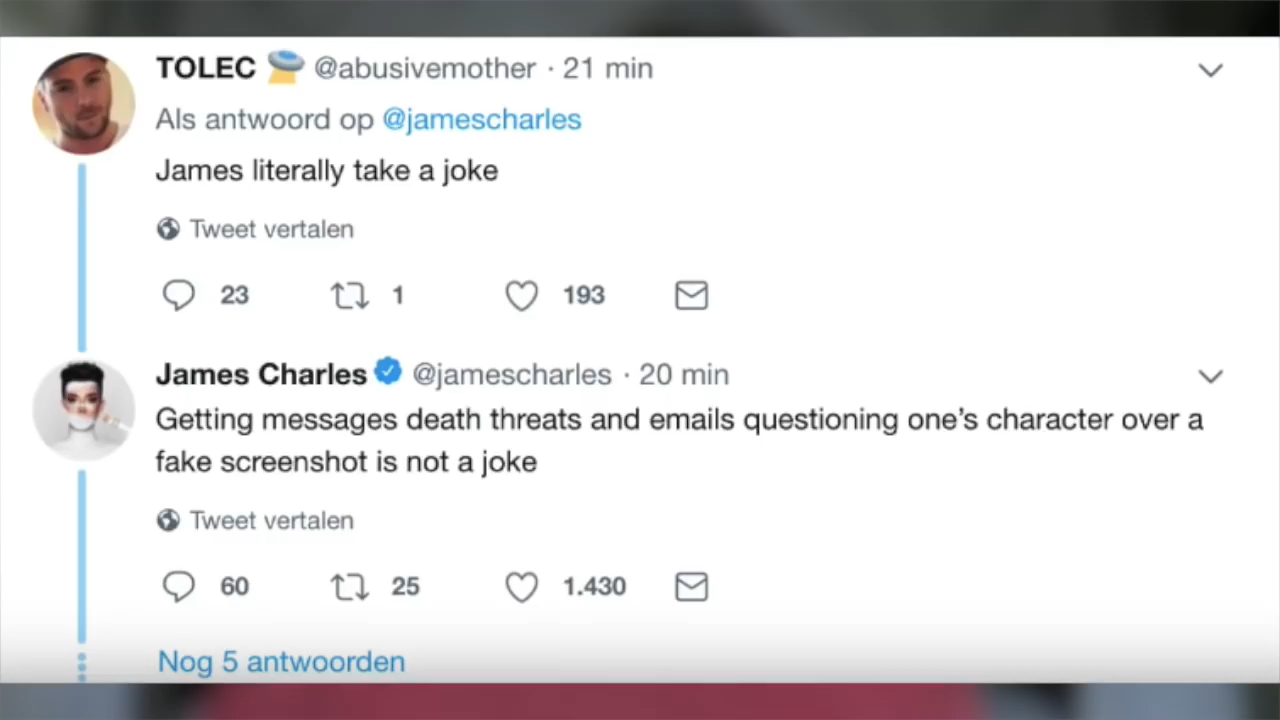 TOLEC @abusivemother · 21 min
Als antwoord op @jamescharles
James literally take a joke
Tweet vertalen
23 1 193
James Charles @jamescharles · 20 min
Getting messages death threats and emails questioning one’s character over a
fake screenshot is not a joke
Tweet vertalen
60 25 1.430
Nog 5 antwoorden